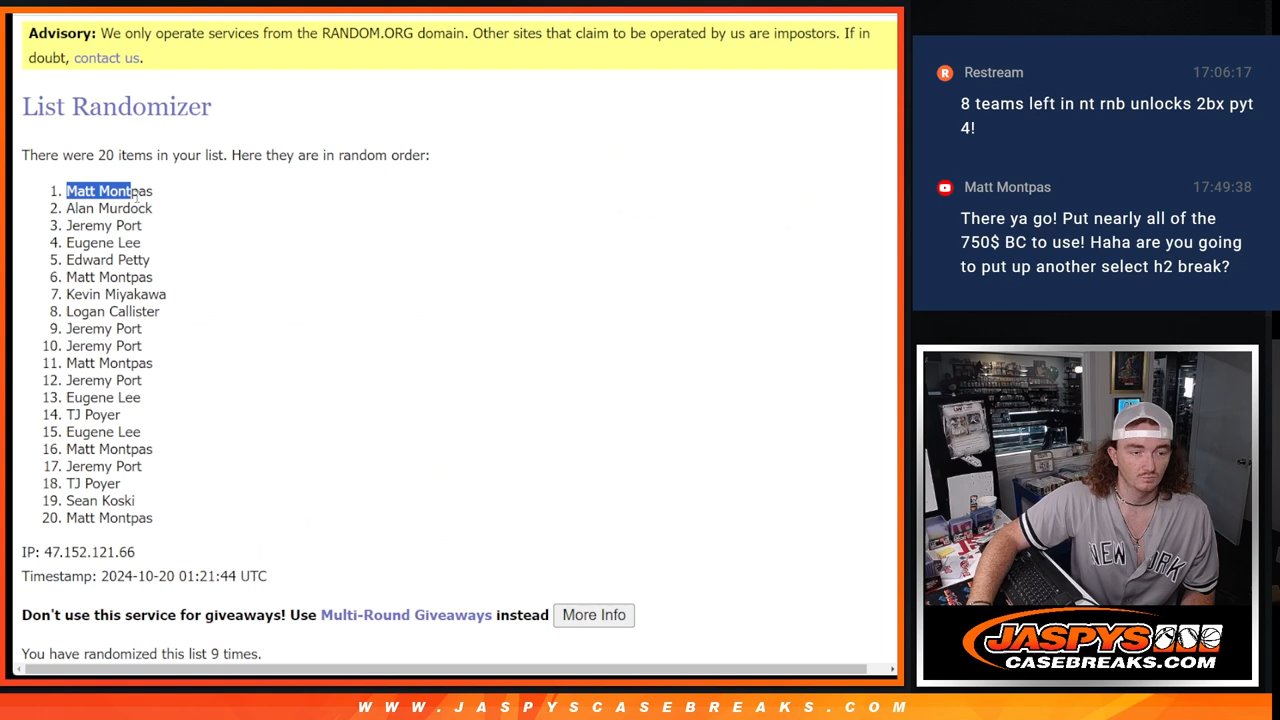 Advisory: We only operate services from the RANDOM.ORG domain. Other sites that claim to be operated by us are impostors. If in
doubt, contact us.
List Randomizer
There were 20 items in your list. Here they are in random order:
1. Matt Montpas
2. Alan Murdock
3. Jeremy Port
4. Eugene Lee
5. Edward Petty
6. Matt Montpas
7. Kevin Miyakawa
8. Logan Callister
9. Jeremy Port
10. Jeremy Port
11. Matt Montpas
12. Jeremy Port
13. Eugene Lee
14. TJ Poyer
15. Eugene Lee
16. Matt Montpas
17. Jeremy Port
18. TJ Poyer
19. Sean Koski
20. Matt Montpas
IP: 47.152.121.66
Timestamp: 2024-10-20 01:21:44 UTC
Don't use this service for giveaways! Use Multi-Round Giveaways instead More Info
You have randomized this list 9 times.
R Restream 17:06:17
8 teams left in nt rnb unlocks 2bx pyt
4!
Matt Montpas 17:49:38
There ya go! Put nearly all of the
750$ BC to use! Haha are you going
to put up another select h2 break?
NEW YORK
JASPYS
CASEBREAKS.COM
WWW.JASPYSCASEBREAKS.COM